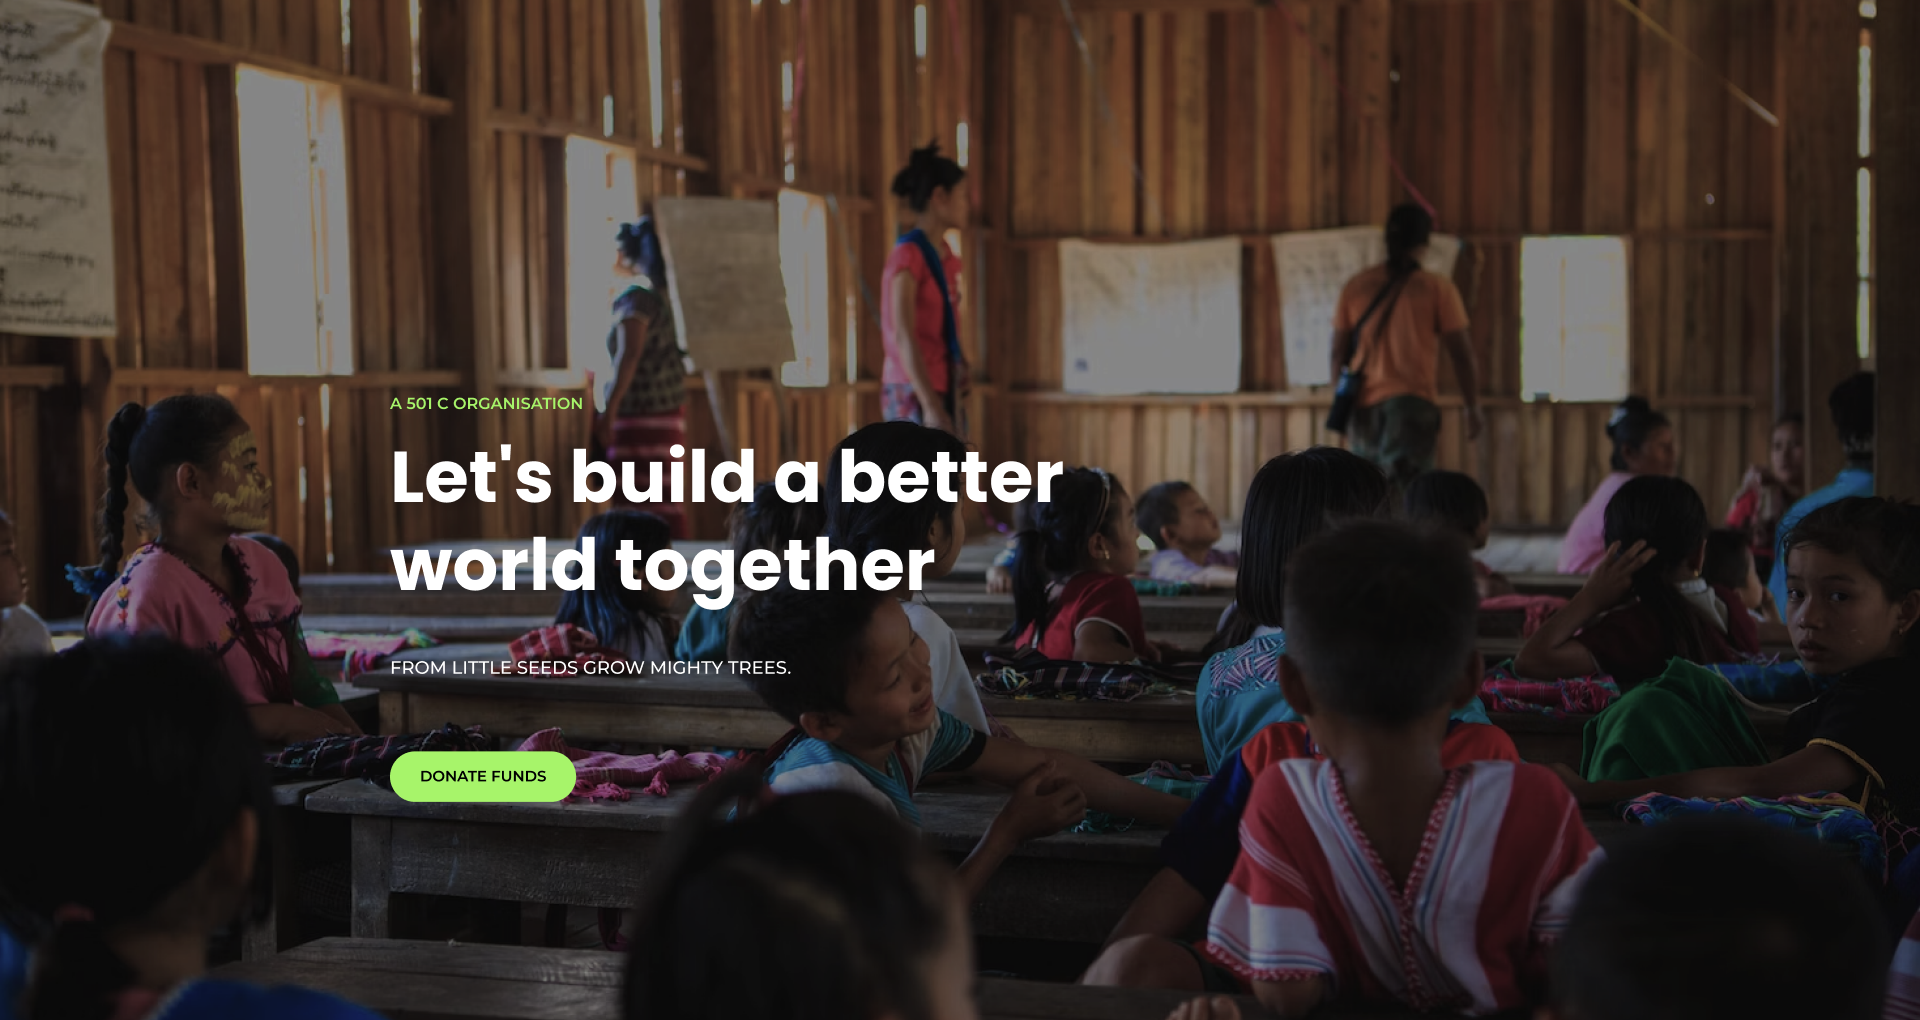 A 501 C ORGANISATION
Let's build a better
world together
FROM LITTLE SEEDS GROW MIGHTY TREES.
DONATE FUNDS